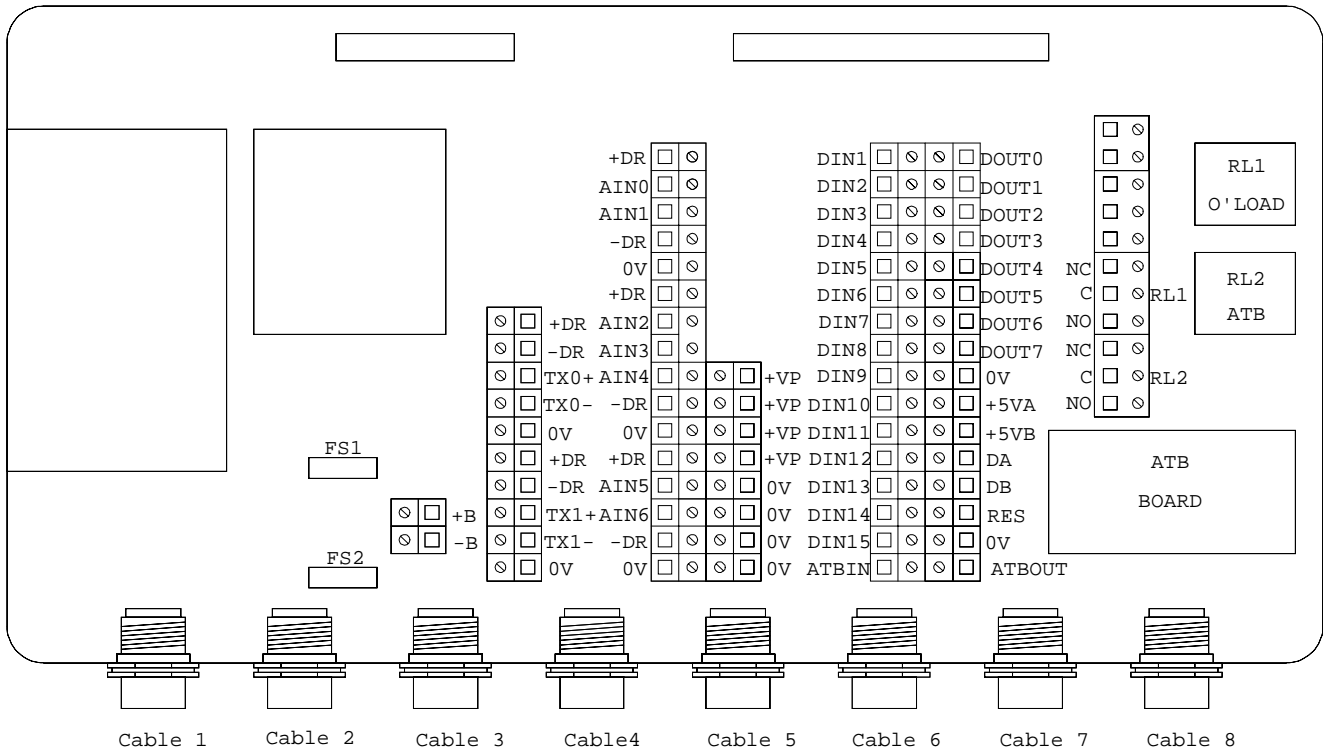 +DR DIN1 DOUT0 RL1
AIN0 DIN2 DOUT1
AIN1 DIN3 DOUT2 O'LOAD
-DR DIN4 DOUT3
0V DIN5 DOUT4 NC RL2
+DR DIN6 DOUT5 C RL1
+DR AIN2 DIN7 DOUT6 NO ATB
-DR AIN3 DIN8 DOUT7 NC
TX0+ AIN4 +VP DIN9 0V C RL2
TX0- -DR +VP DIN10 +5VA NO
0V 0V +VP DIN11 +5VB
FS1 +DR +DR +VP DIN12 DA ATB
-DR AIN5 0V DIN13 DB BOARD
+B TX1+ AIN6 0V DIN14 RES
-B TX1- -DR 0V DIN15 0V
FS2 0V 0V 0V ATBIN ATBOUT
Cable 1 Cable 2 Cable 3 Cable4 Cable 5 Cable 6 Cable 7 Cable 8